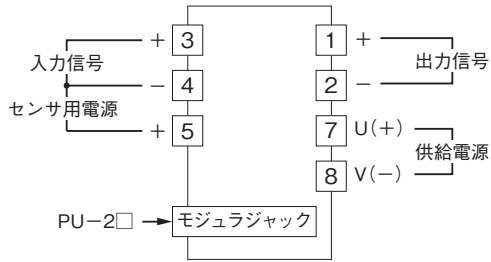 + 3
入力信号
- 4
センサ用電源
+ 5
1 +
出力信号
2 -
7 U(+)
供給電源
8 V(-)
PU-2□ モジュラジャック